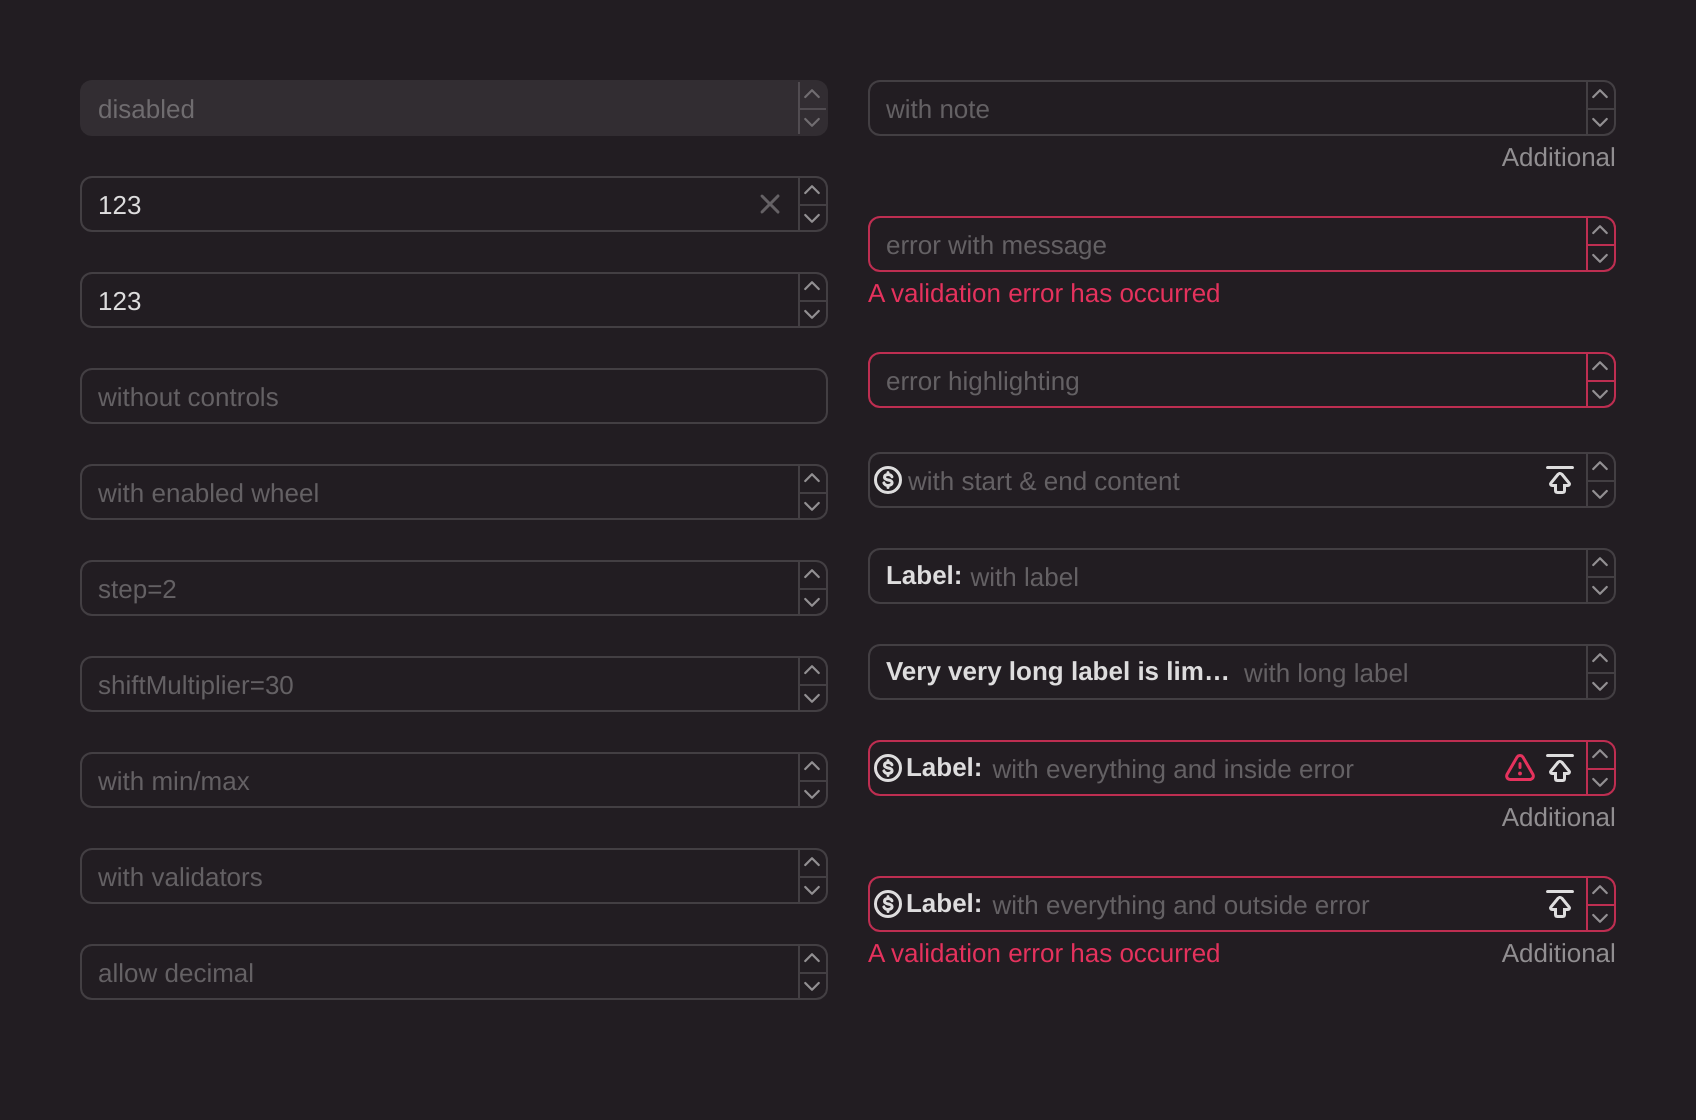 disabled
123
123
without controls
with enabled wheel
step=2
shiftMultiplier=30
with min/max
with validators
allow decimal
with note
Additional
error with message
A validation error has occurred
error highlighting
with start & end content
Label: with label
Very very long label is lim… with long label
Label: with everything and inside error
Additional
Label: with everything and outside error
A validation error has occurred Additional